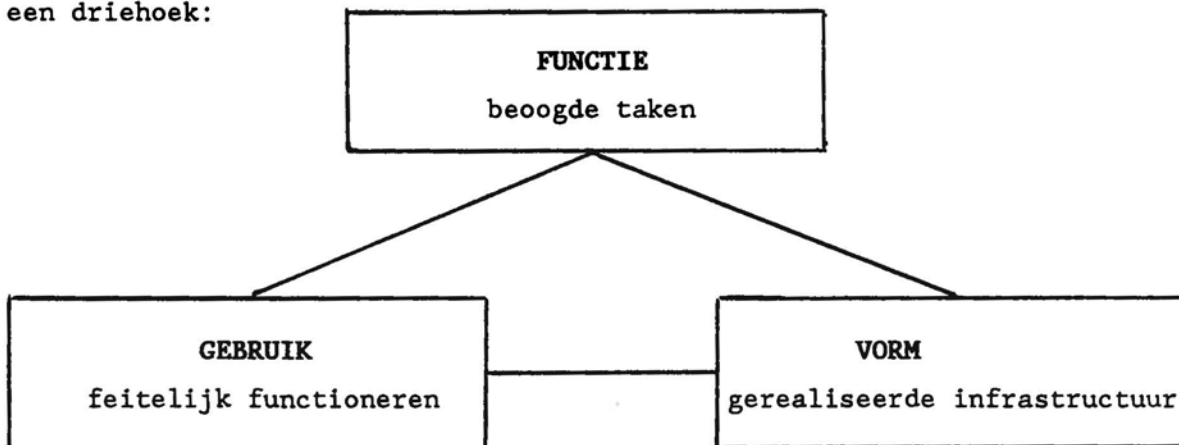 een driehoek:
FUNCTIE
beoogde taken
GEBRUIK
feitelijk functioneren
VORM
gerealiseerde infrastructuur